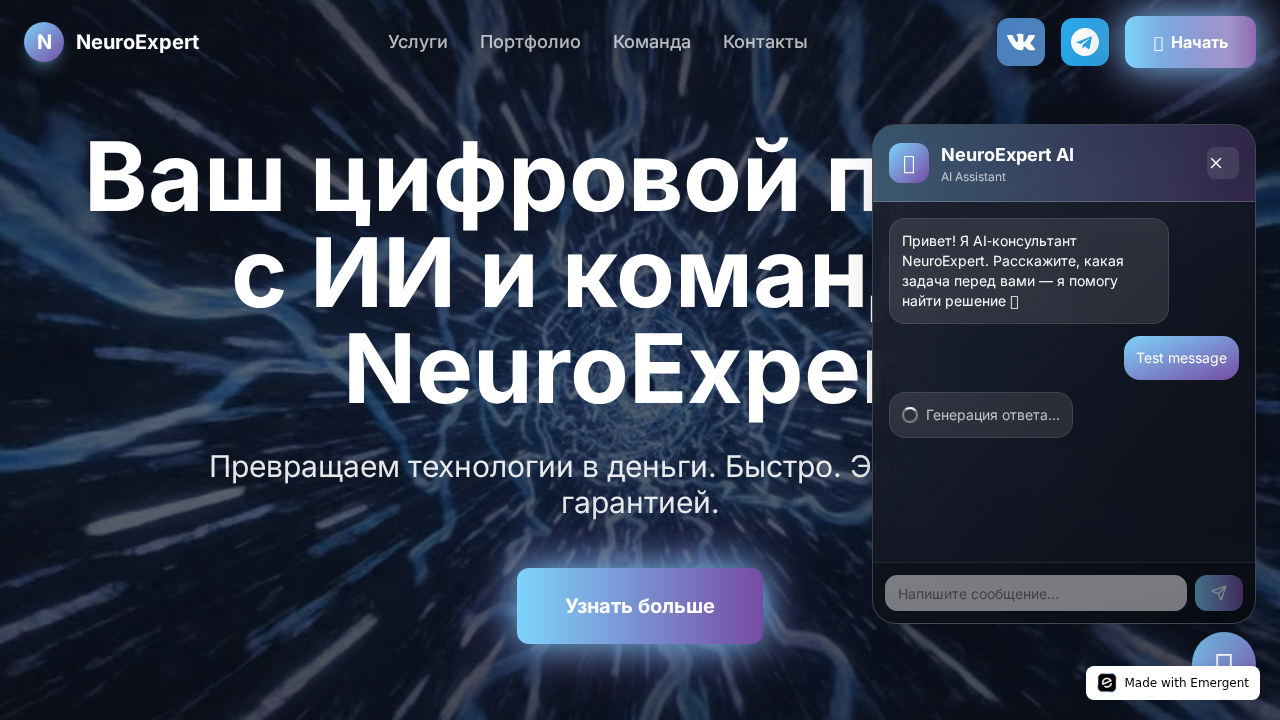 N NeuroExpert
Услуги Портфолио Команда Контакты
Начать
Ваш цифровой
с ИИ и коман
NeuroExper
Превращаем технологии в деньги. Быстро.
гарантией.
Узнать больше
NeuroExpert AI
AI Assistant
Привет! Я AI-консультант
NeuroExpert. Расскажите, какая
задача перед вами — я помогу
найти решение
Test message
Генерация ответа...
Напишите сообщение...
Made with Emergent